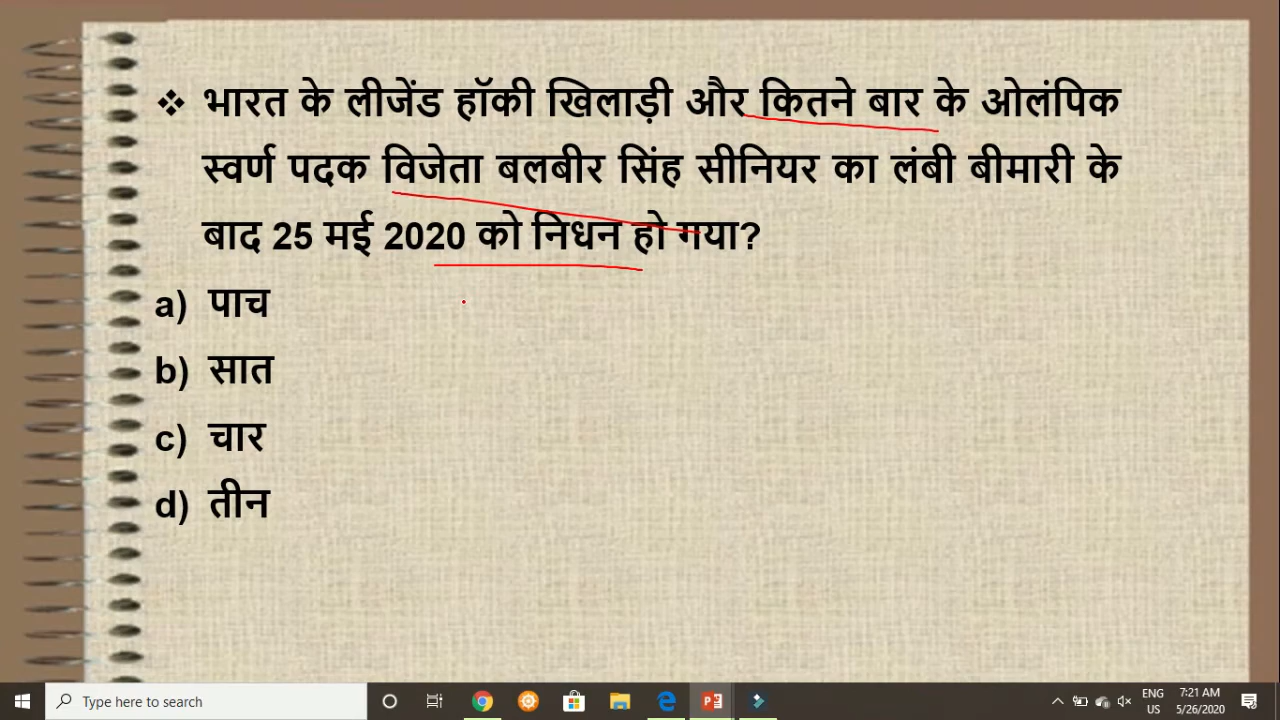 ❖ भारत के लीजेंड हॉकी खिलाड़ी और कितने बार के ओलंपिक
स्वर्ण पदक विजेता बलबीर सिंह सीनियर का लंबी बीमारी के
बाद 25 मई 2020 को निधन हो गया?
a) पाच
b) सात
c) चार
d) तीन
Type here to search
ENG
US
7:21 AM
5/26/2020